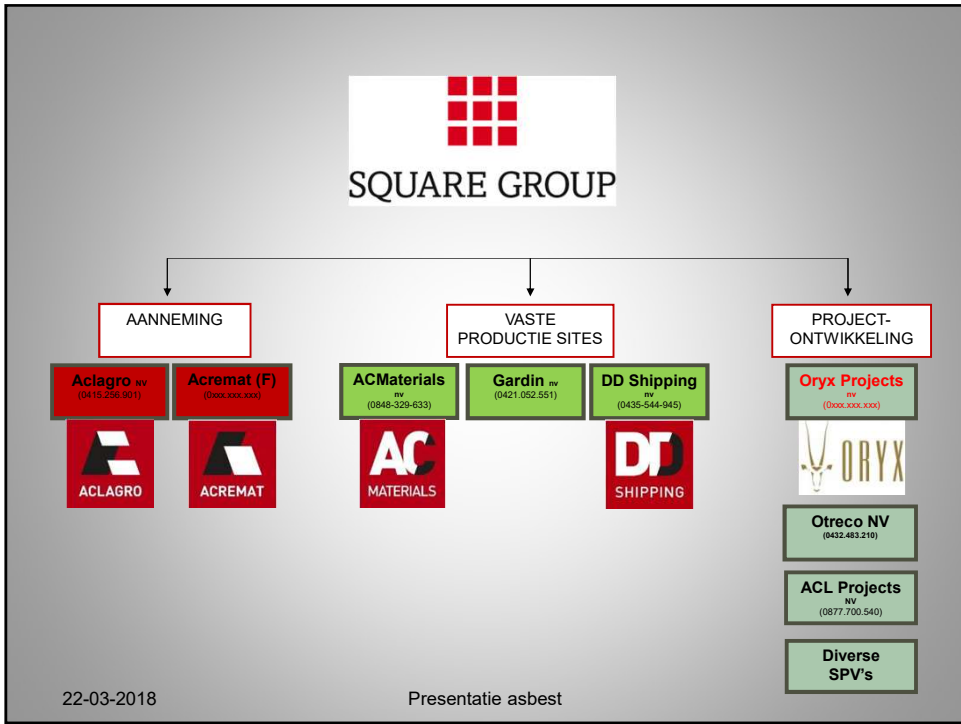 SQUARE GROUP
AANNEMING
VASTE
PRODUCTIE SITES
PROJECT-
ONTWIKKELING
Aclagro NV
(0415.266.901)
Acremat (F)
(0xxx.xxx.xxx)
ACMaterials
nv
(0848-329-633)
Gardin nv
(0421.052.551)
DD Shipping
nv
(0435-544-945)
Oryx Projects
nv
(0xxx.xxx.xxx)
ACLAGRO
ACREMAT
AC
MATERIALS
DD
SHIPPING
ORYX
Otreco NV
(0432.483.210)
ACL Projects
NV
(0877.700.540)
Diverse
SPV's
22-03-2018
Presentatie asbest